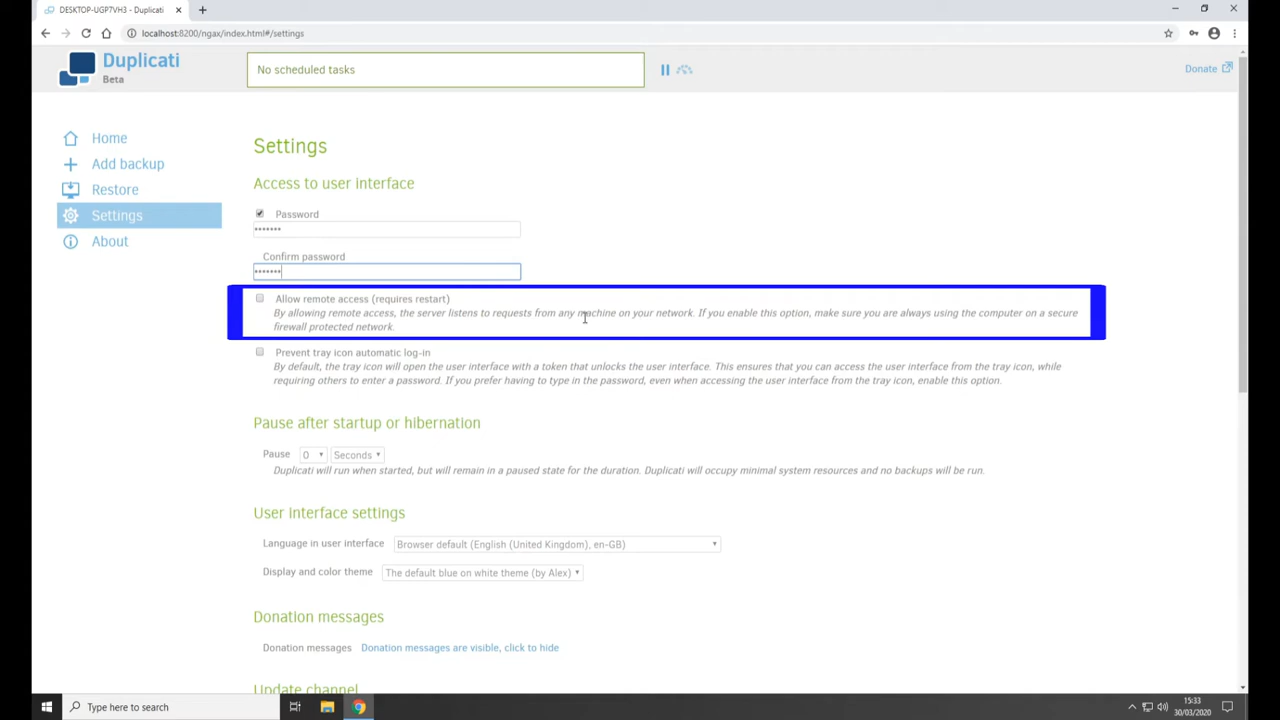 DESKTOP-UGP7VH3 - Duplicati
localhost:8200/ngax/index.html#/settings
Duplicati
Beta
No scheduled tasks
Donate
Home
Add backup
Restore
Settings
About
Settings
Access to user interface
Password
•••••••
Confirm password
•••••••
Allow remote access (requires restart)
By allowing remote access, the server listens to requests from any machine on your network. If you enable this option, make sure you are always using the computer on a secure
firewall protected network.
Prevent tray icon automatic log-in
By default, the tray icon will open the user interface with a token that unlocks the user interface. This ensures that you can access the user interface from the tray icon, while
requiring others to enter a password. If you prefer having to type in the password, even when accessing the user interface from the tray icon, enable this option.
Pause after startup or hibernation
Pause 0 Seconds
Duplicati will run when started, but will remain in a paused state for the duration. Duplicati will occupy minimal system resources and no backups will be run.
User interface settings
Language in user interface Browser default (English (United Kingdom), en-GB)
Display and color theme The default blue on white theme (by Alex)
Donation messages
Donation messages Donation messages are visible, click to hide
Update channel
Type here to search
15:33
30/03/2020